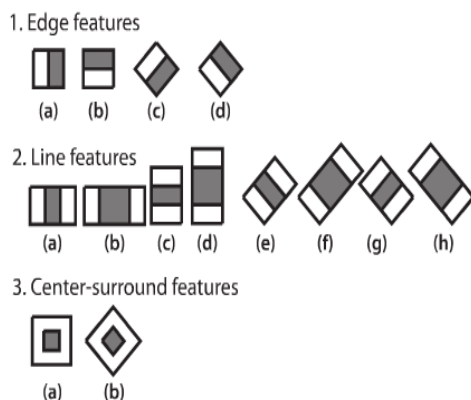 1. Edge features
(a) (b) (c) (d)
2. Line features
(a) (b) (c) (d) (e) (f) (g) (h)
3. Center-surround features
(a) (b)